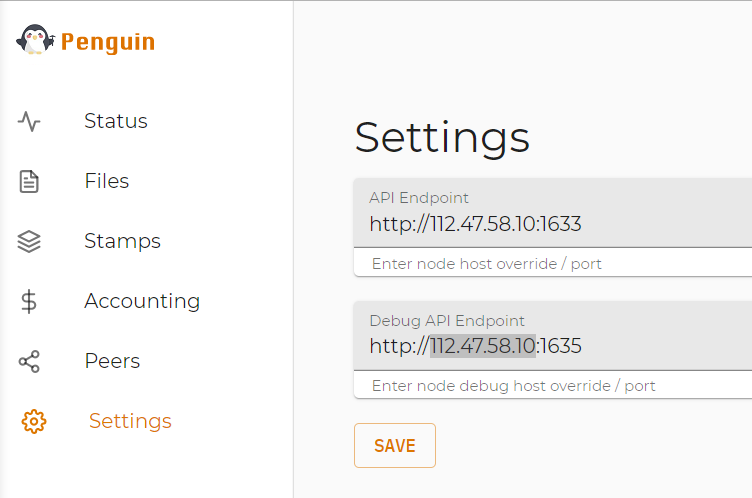 Penguin
Status
Files
Stamps
Accounting
Peers
Settings
Settings
API Endpoint
http://112.47.58.10:1633
Enter node host override / port
Debug API Endpoint
http://112.47.58.10:1635
Enter node debug host override / port
SAVE